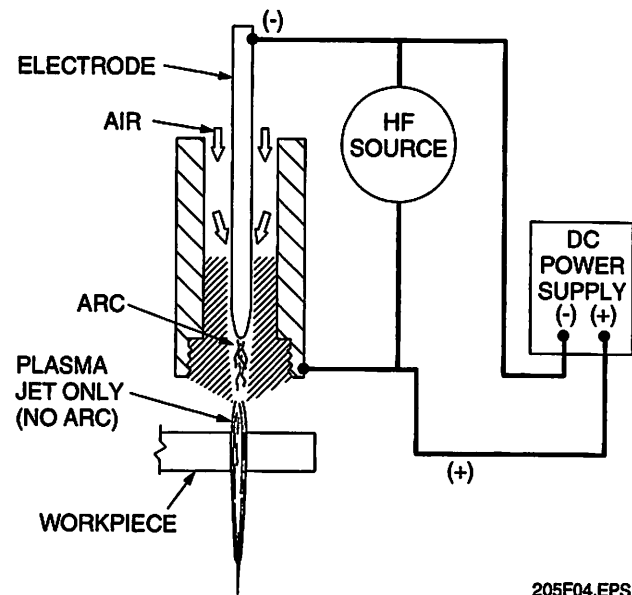 (-)
ELECTRODE
AIR
HF
SOURCE
DC
POWER
SUPPLY
(-) (+)
ARC
PLASMA
JET ONLY
(NO ARC)
(+)
WORKPIECE
205F04.EPS